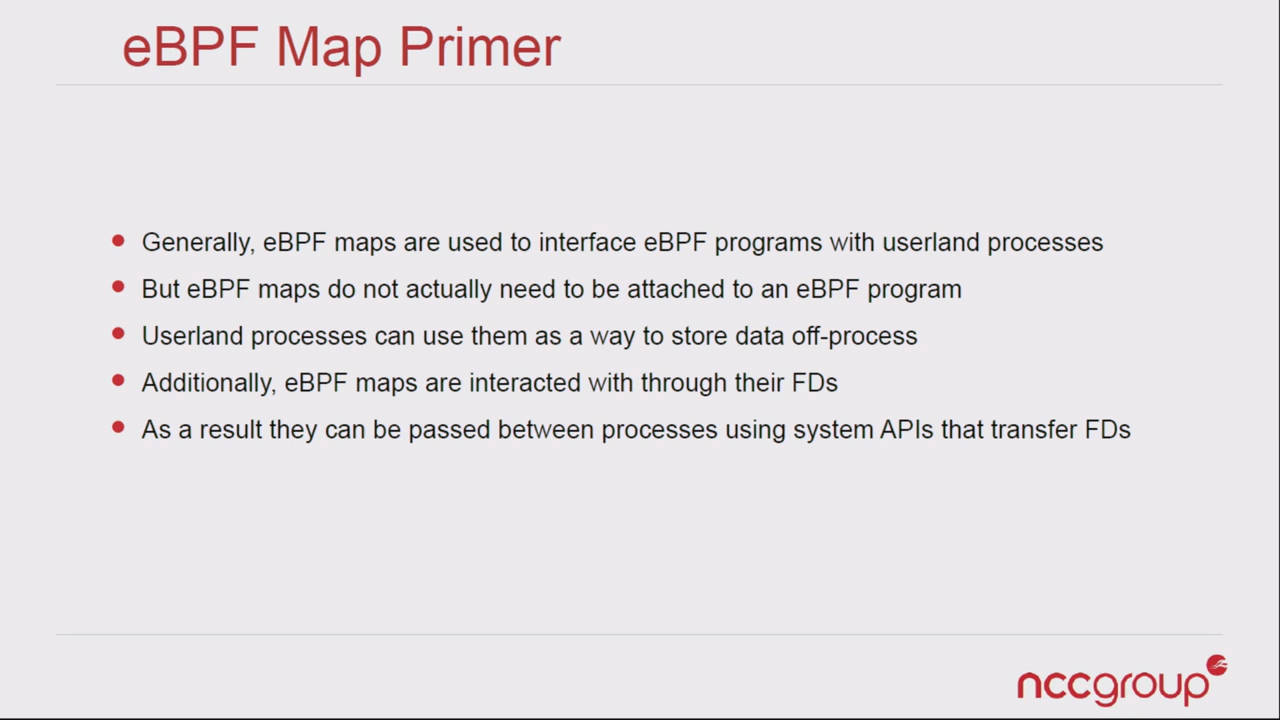 eBPF Map Primer
Generally, eBPF maps are used to interface eBPF programs with userland processes
But eBPF maps do not actually need to be attached to an eBPF program
Userland processes can use them as a way to store data off-process
Additionally, eBPF maps are interacted with through their FDs
As a result they can be passed between processes using system APIs that transfer FDs
nccgroup